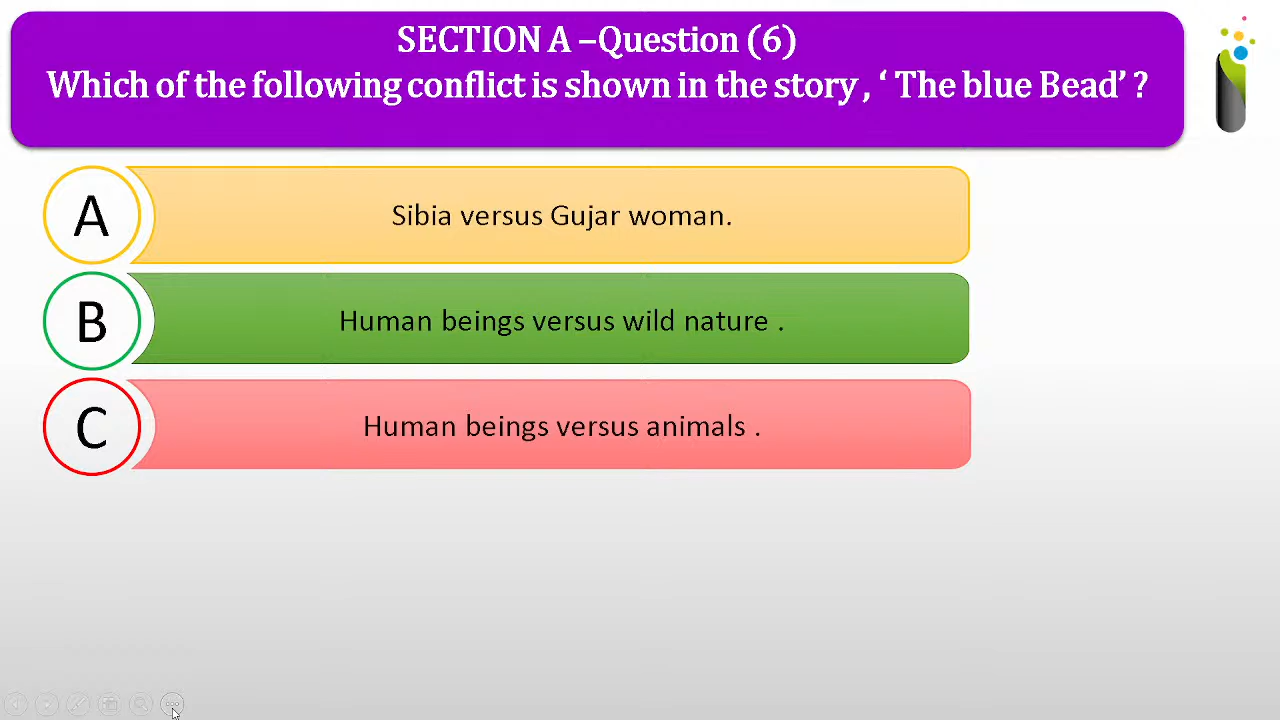 SECTION A –Question (6)
Which of the following conflict is shown in the story , ‘ The blue Bead’ ?
A
Sibia versus Gujar woman.
B
Human beings versus wild nature .
C
Human beings versus animals .